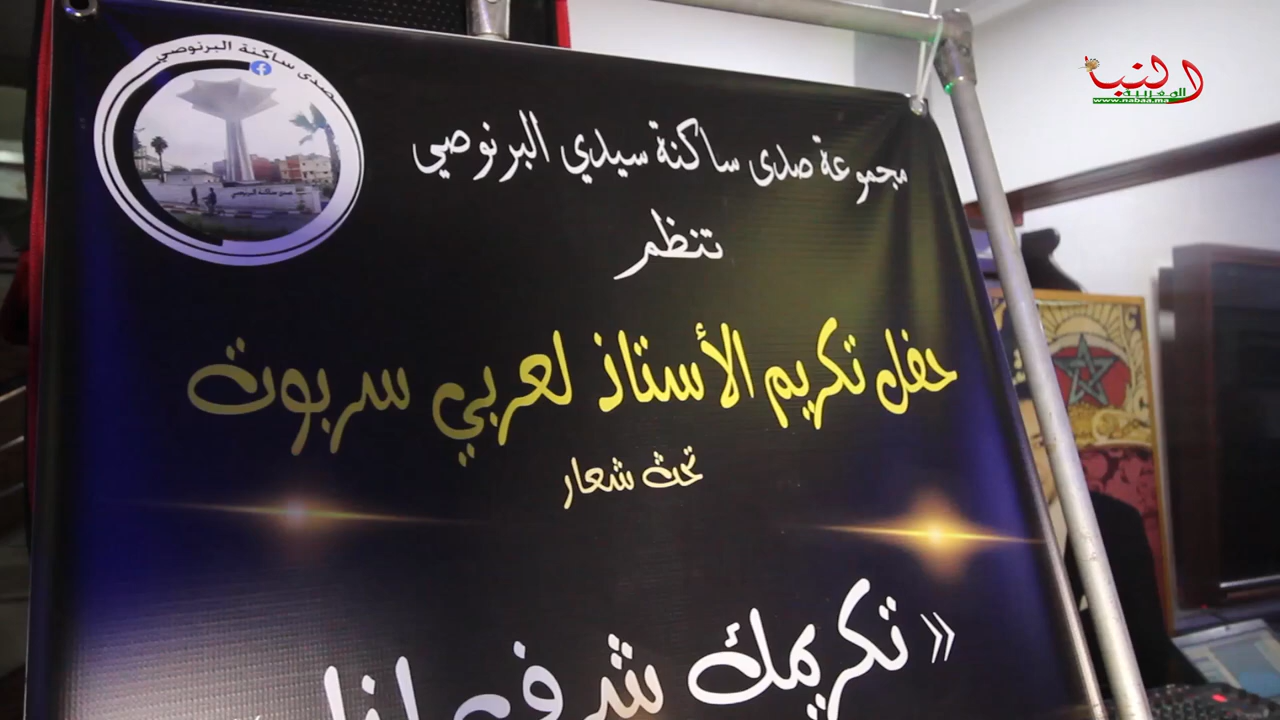 صدى ساكنة البرنوصي
مجموعة صدى ساكنة سيدي البرنوصي
تنظم
حفل تكريم الأستاذ لعربي سربوت
تحث شعار
« تكريمك شرف لنا
النبأ
المغربية
www.nabaa.ma